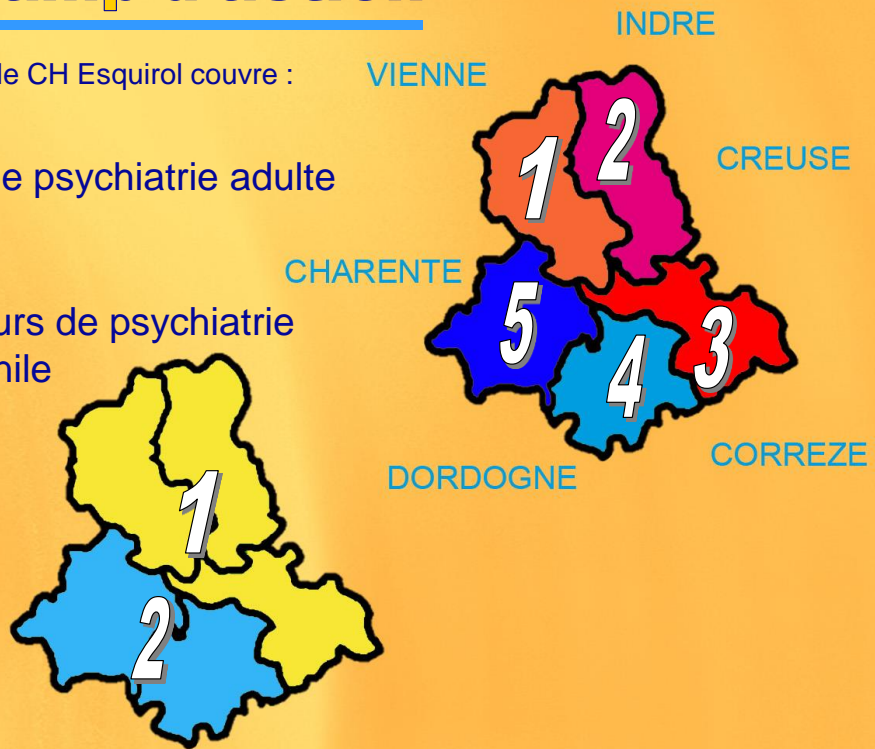 le CH Esquirol couvre :
e psychiatrie adulte
urs de psychiatrie
nile
INDRE
VIENNE
CREUSE
CHARENTE
DORDOGNE
CORREZE
1
2
5
4
3
1
2